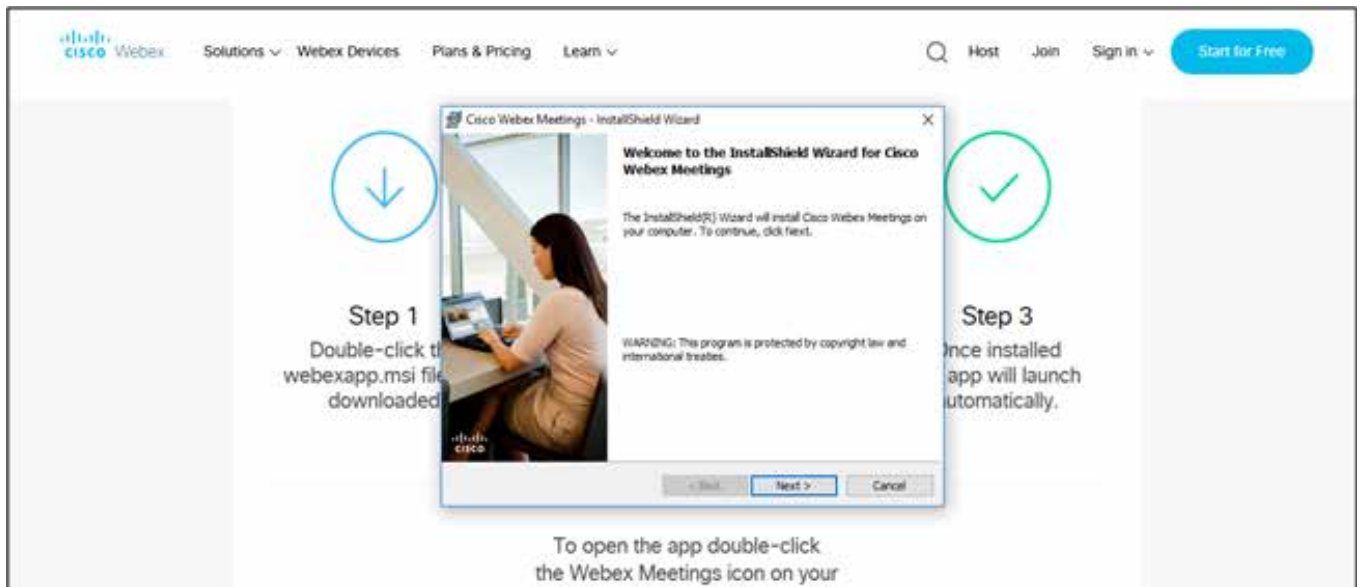 cisco Webex Solutions Webex Devices Plans & Pricing Learn Host Join Sign in Start for Free
Cisco Webex Meetings - InstallShield Wizard
Welcome to the InstallShield Wizard for Cisco
Webex Meetings
The InstallShield(R) Wizard will install Cisco Webex Meetings on
your computer. To continue, click Next.
WARNING: This program is protected by copyright law and
international treaties.
cisco
< Back Next > Cancel
Step 1
Double-click
webexapp.msi
downloaded
Step 3
installed
app will launch
To open the app double-click
the Webex Meetings icon on your